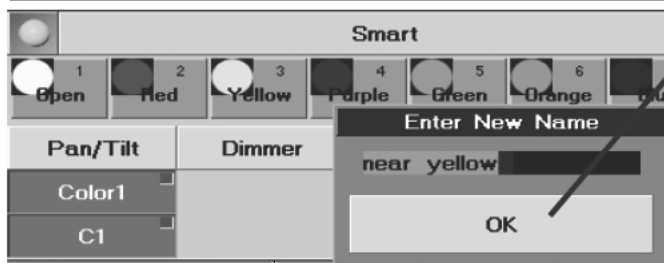 Smart
1 2 3 4 5 6
Open Red Yellow Purple Green Orange
Enter New Name
Pan/Tilt Dimmer
near yellow
Color1
OK
C1